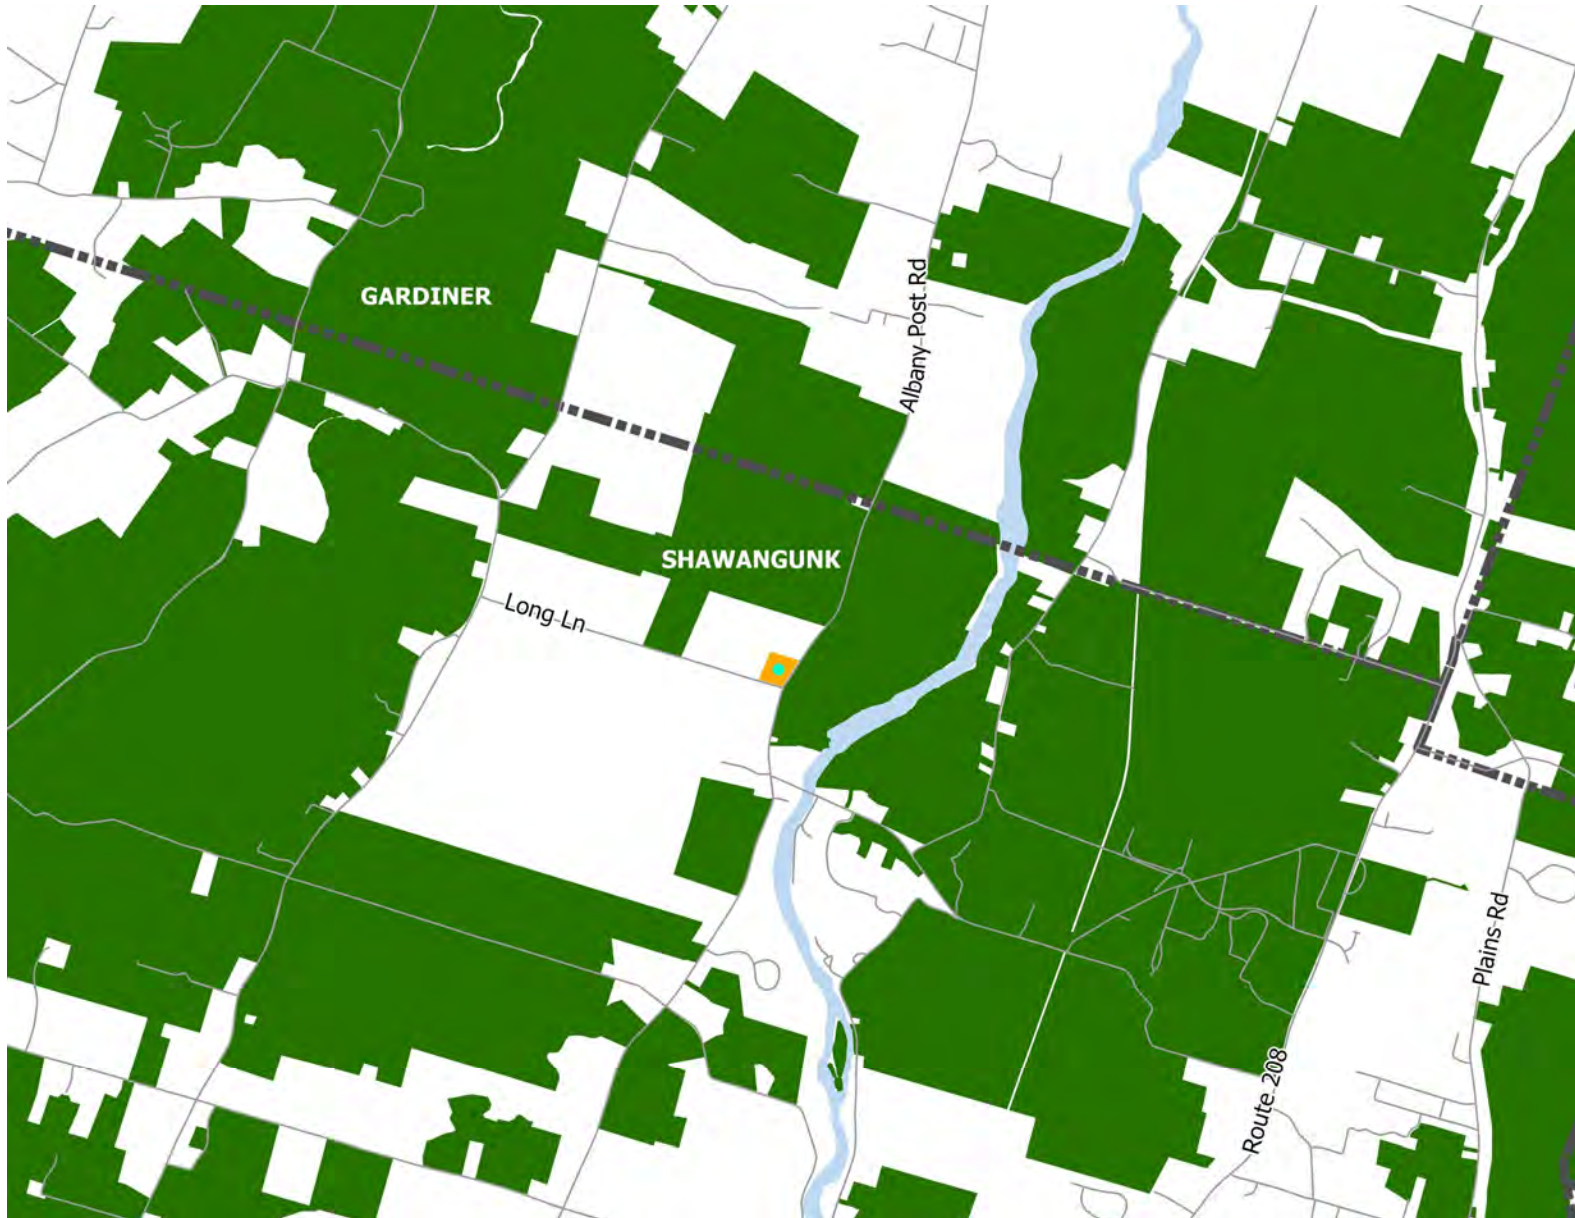 GARDINER
Albany Post Rd
SHAWANGUNK
Long Ln
Plains Rd
Route 208